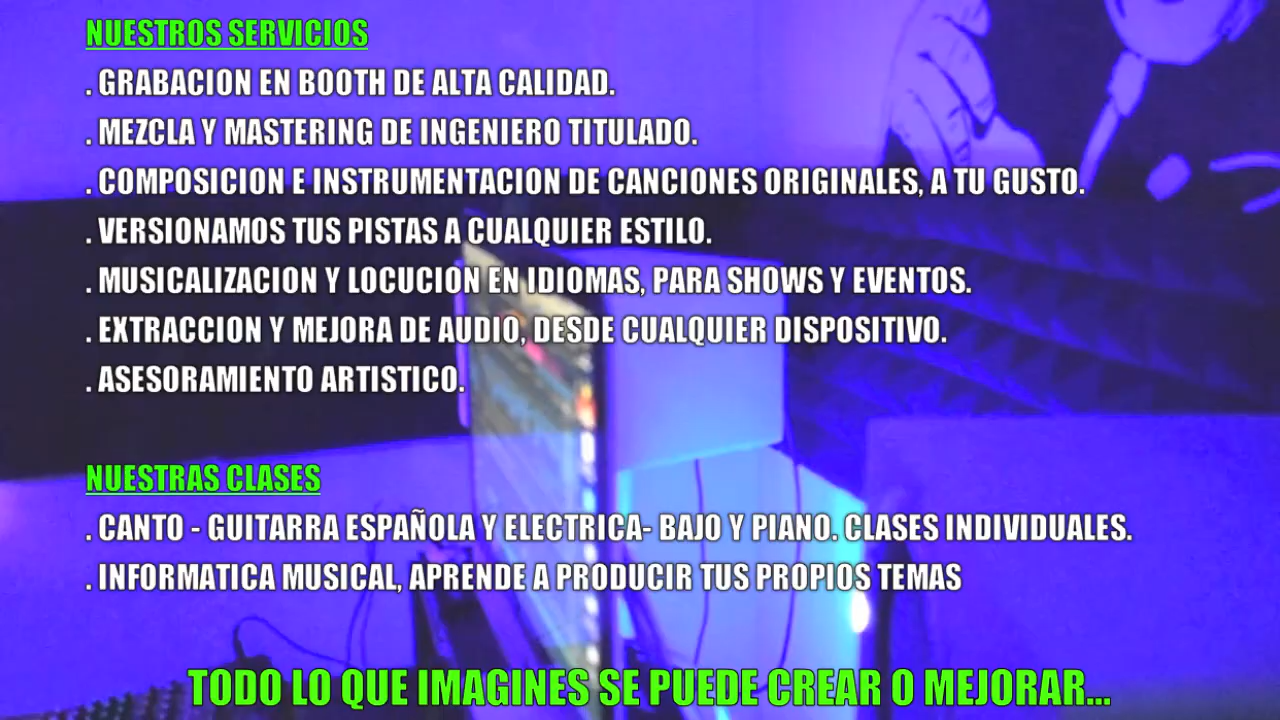 NUESTROS SERVICIOS
. GRABACION EN BOOTH DE ALTA CALIDAD.
. MEZCLA Y MASTERING DE INGENIERO TITULADO.
. COMPOSICION E INSTRUMENTACION DE CANCIONES ORIGINALES, A TU GUSTO.
. VERSIONAMOS TUS PISTAS A CUALQUIER ESTILO.
. MUSICALIZACION Y LOCUCION EN IDIOMAS, PARA SHOWS Y EVENTOS.
. EXTRACCION Y MEJORA DE AUDIO, DESDE CUALQUIER DISPOSITIVO.
. ASESORAMIENTO ARTISTICO.
NUESTRAS CLASES
. CANTO - GUITARRA ESPAÑOLA Y ELECTRICA- BAJO Y PIANO. CLASES INDIVIDUALES.
. INFORMATICA MUSICAL, APRENDE A PRODUCIR TUS PROPIOS TEMAS
TODO LO QUE IMAGINES SE PUEDE CREAR O MEJORAR...